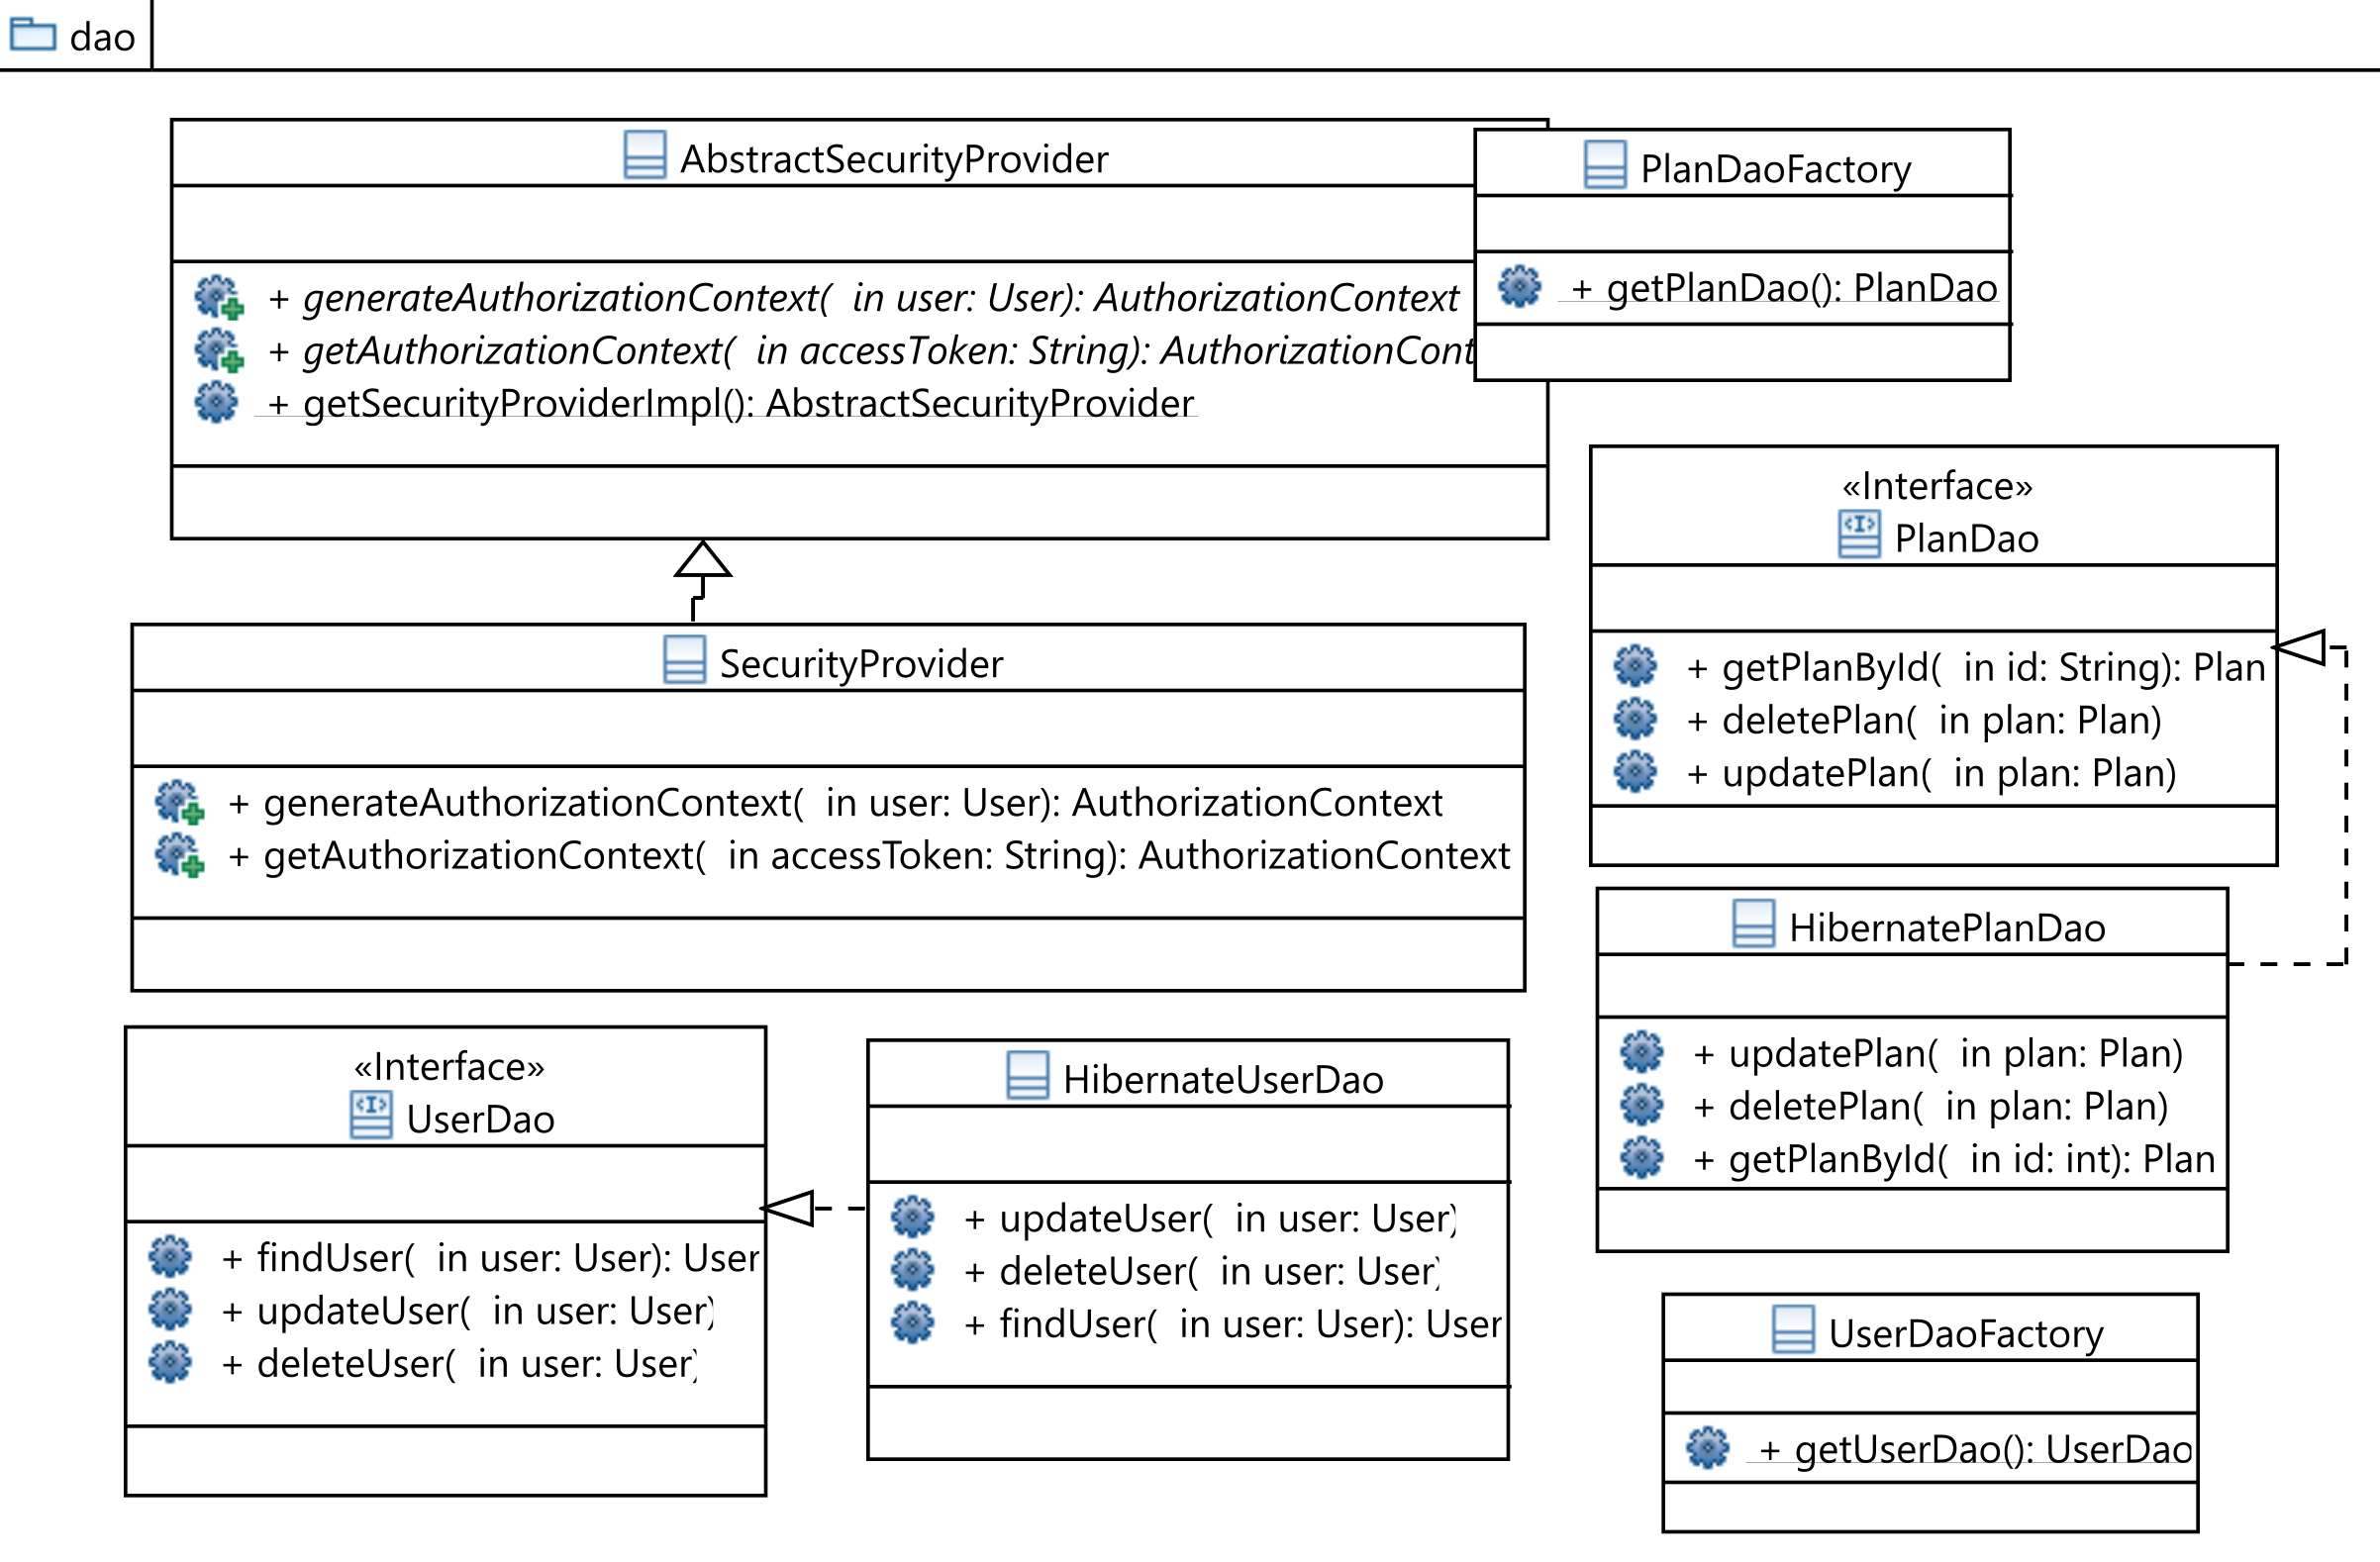 dao
AbstractSecurityProvider
+ generateAuthorizationContext( in user: User): AuthorizationContext
+ getAuthorizationContext( in accessToken: String): AuthorizationCont
+ getSecurityProviderImpl(): AbstractSecurityProvider
PlanDaoFactory
+ getPlanDao(): PlanDao
«Interface»
PlanDao
+ getPlanById( in id: String): Plan
+ deletePlan( in plan: Plan)
+ updatePlan( in plan: Plan)
SecurityProvider
+ generateAuthorizationContext( in user: User): AuthorizationContext
+ getAuthorizationContext( in accessToken: String): AuthorizationContext
HibernatePlanDao
+ updatePlan( in plan: Plan)
+ deletePlan( in plan: Plan)
+ getPlanById( in id: int): Plan
«Interface»
UserDao
+ findUser( in user: User): User
+ updateUser( in user: User)
+ deleteUser( in user: User)
HibernateUserDao
+ updateUser( in user: User)
+ deleteUser( in user: User)
+ findUser( in user: User): User
UserDaoFactory
+ getUserDao(): UserDao